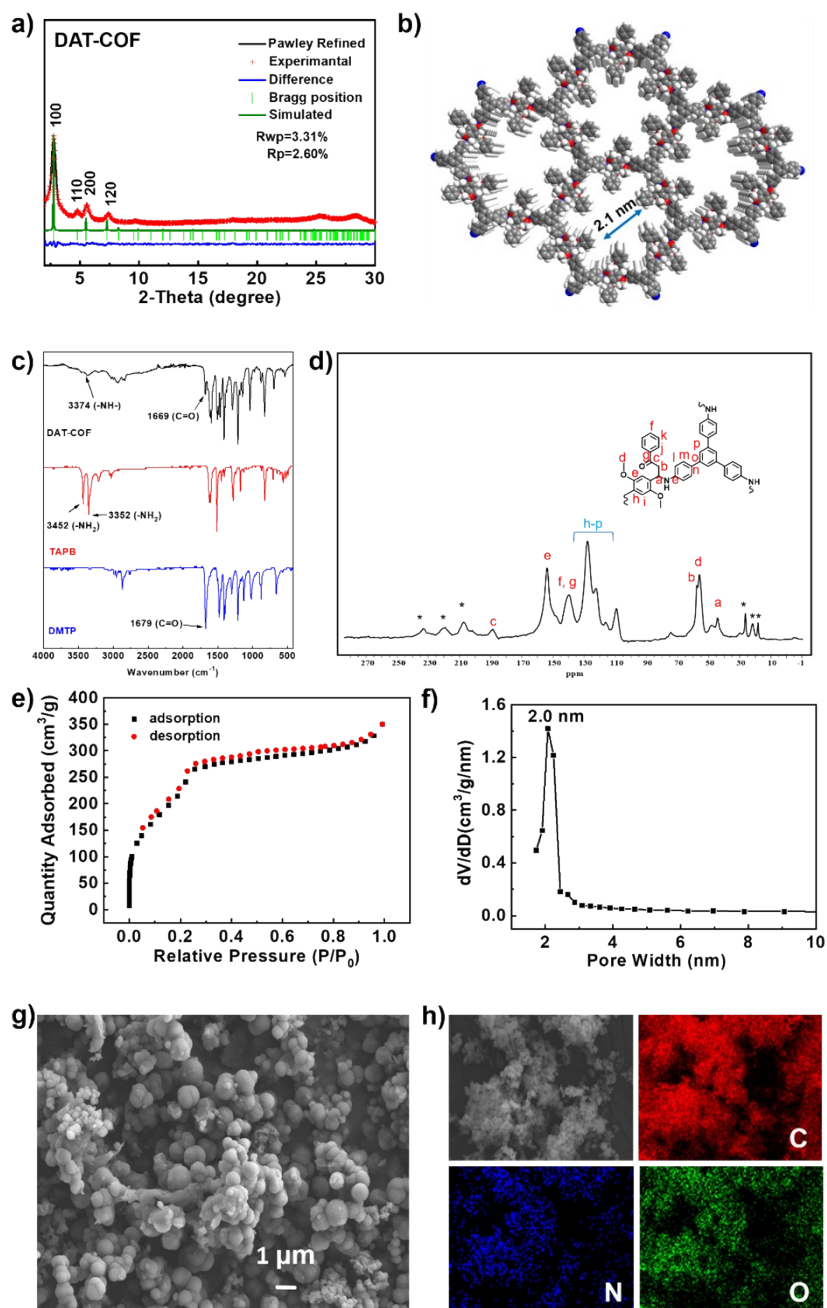 a)
DAT-COF
Pawley Refined
Experimantal
Difference
Bragg position
Simulated
Rwp=3.31%
Rp=2.60%
100
110
200
120
5 10 15 20 25 30
2-Theta (degree)
b)
2.1 nm
c)
3374 (-NH-)
1669 (C=O)
DAT-COF
3452 (-NH2)
3352 (-NH2)
TAPB
1679 (C=O)
DMTP
4000 3500 3000 2500 2000 1500 1000 500
Wavenumber (cm-1)
d)
f
k
j
g
d
c
b
O
O
e
a
N
H
l
m
e
n
o
p
h
i
O
NH
NH
h-p
e
f, g
d
b
a
c
* * *
* **
270 250 230 210 190 170 150 130 110 90 70 50 30 10 -1
ppm
e)
adsorption
desorption
400
350
300
250
200
150
100
50
0
Quantity Adsorbed (cm3/g)
0.0 0.2 0.4 0.6 0.8 1.0
Relative Pressure (P/P0)
f)
2.0 nm
1.6
1.2
0.8
0.4
0.0
dV/dD(cm3/g/nm)
2 4 6 8 10
Pore Width (nm)
g)
1 μm
h)
C
N
O